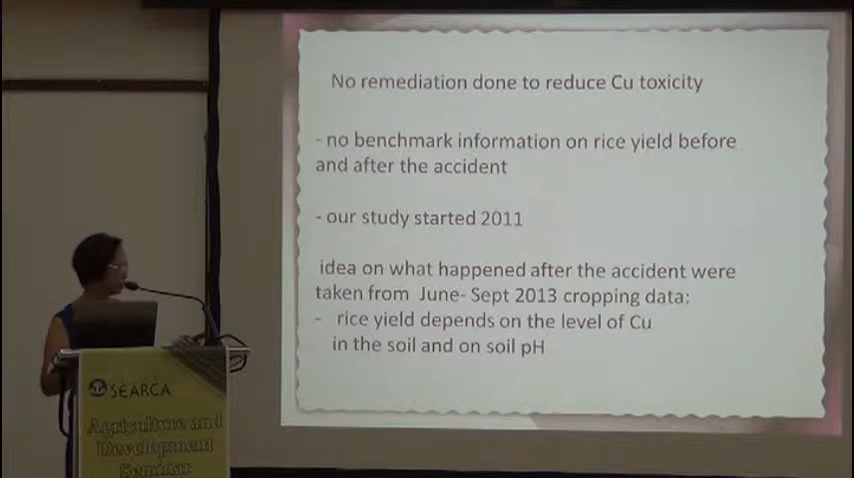 No remediation done to reduce Cu toxicity
- no benchmark information on rice yield before
and after the accident
- our study started 2011
idea on what happened after the accident were
taken from June- Sept 2013 cropping data:
- rice yield depends on the level of Cu
in the soil and on soil pH
SEARCA
Agriculture and
Development
Seminar